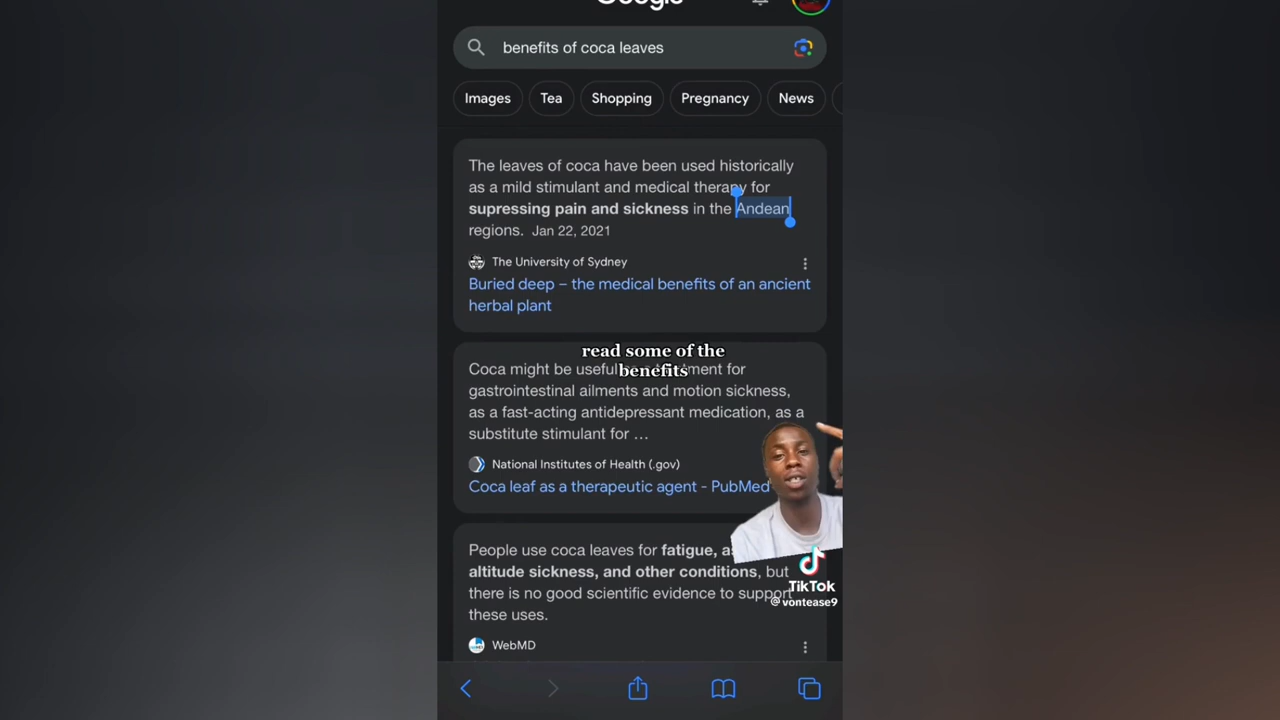 benefits of coca leaves
Images Tea Shopping Pregnancy News
The leaves of coca have been used historically
as a mild stimulant and medical therapy for
supressing pain and sickness in the Andean
regions. Jan 22, 2021
The University of Sydney
Buried deep – the medical benefits of an ancient
herbal plant
read some of the
benefits
Coca might be useful for
gastrointestinal ailments and motion sickness,
as a fast-acting antidepressant medication, as a
substitute stimulant for ...
National Institutes of Health (.gov)
Coca leaf as a therapeutic agent - PubMed
People use coca leaves for fatigue,
altitude sickness, and other conditions, but
there is no good scientific evidence to support
these uses.
TikTok
@vontease9
WebMD